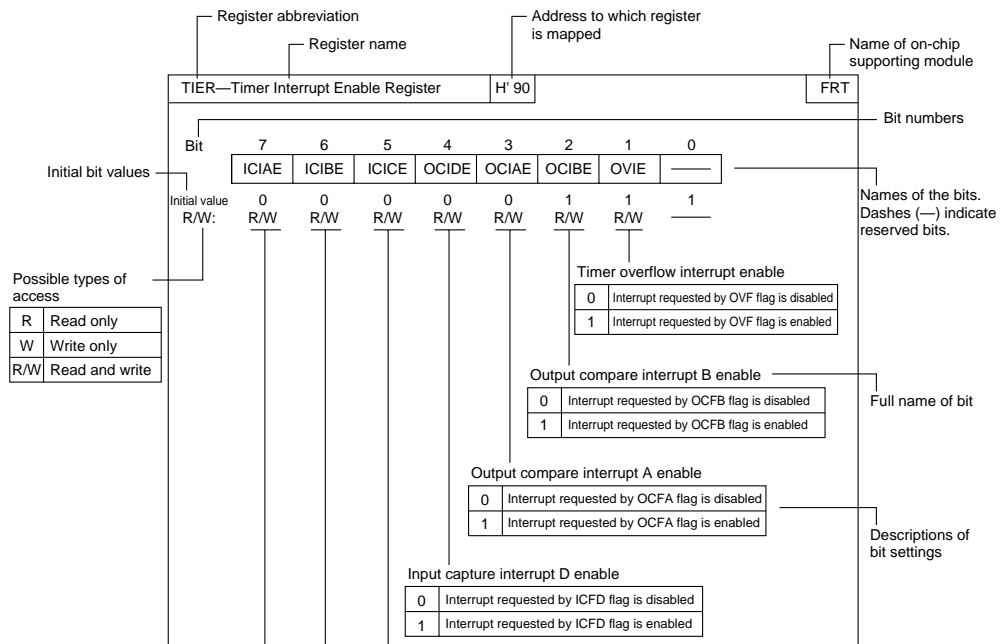 Register abbreviation
Register name
Address to which register
is mapped
Name of on-chip
supporting module
TIER—Timer Interrupt Enable Register H' 90 FRT
Bit numbers
Bit 7 6 5 4 3 2 1 0
Initial bit values
ICIAE ICIBE ICICE OCIDE OCIAE OCIBE OVIE —
Initial value 0 0 0 0 0 1 1 1
R/W: R/W R/W R/W R/W R/W R/W R/W —
Names of the bits.
Dashes (—) indicate
reserved bits.
Possible types of
access
R Read only
W Write only
R/W Read and write
Timer overflow interrupt enable
0 Interrupt requested by OVF flag is disabled
1 Interrupt requested by OVF flag is enabled
Output compare interrupt B enable
0 Interrupt requested by OCFB flag is disabled
1 Interrupt requested by OCFB flag is enabled
Full name of bit
Output compare interrupt A enable
0 Interrupt requested by OCFA flag is disabled
1 Interrupt requested by OCFA flag is enabled
Descriptions of
bit settings
Input capture interrupt D enable
0 Interrupt requested by ICFD flag is disabled
1 Interrupt requested by ICFD flag is enabled